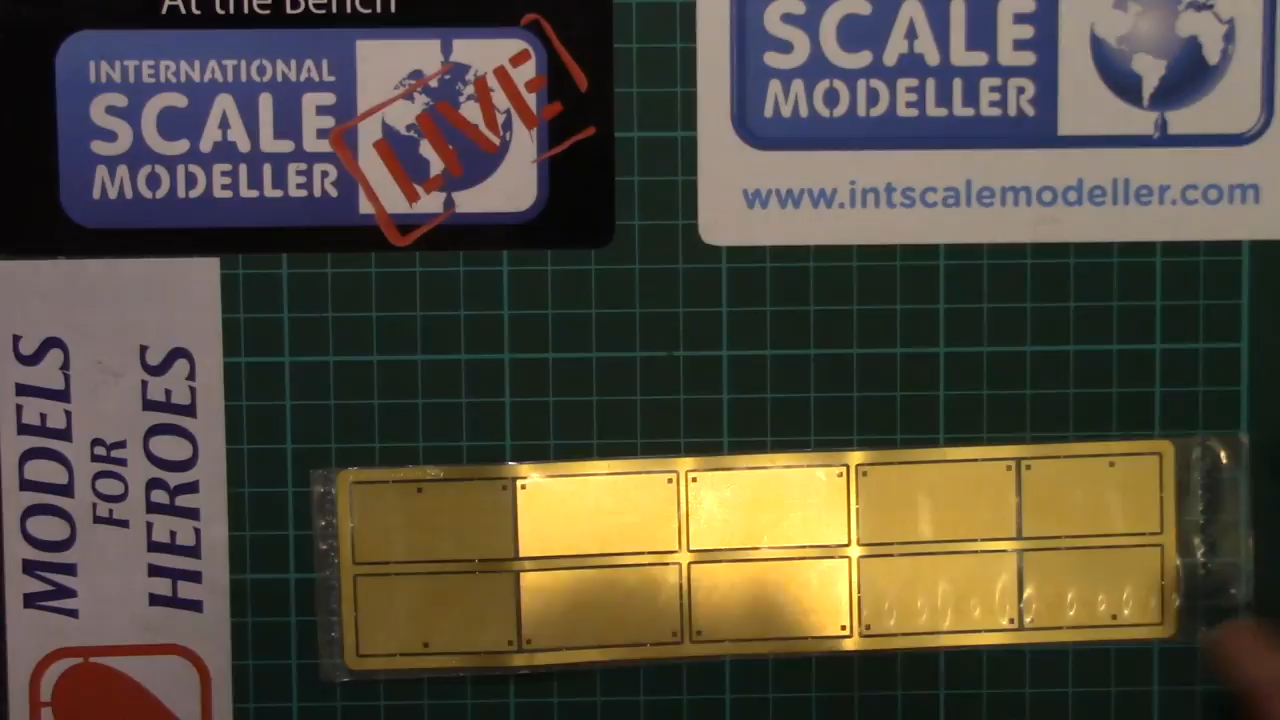 At the Bench
INTERNATIONAL
SCALE
MODELLER
LIVE
SCALE
MODELLER
www.intscalemodeller.com
MODELS
FOR
HEROES